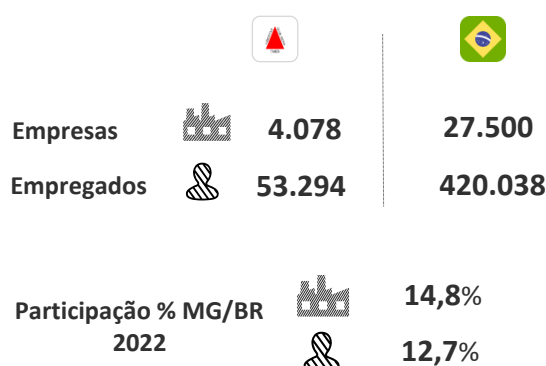 Empresas 4.078 27.500
Empregados 53.294 420.038
Participação % MG/BR
2022
14,8%
12,7%